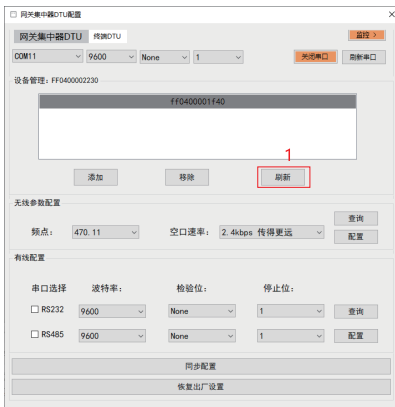 网关集中器DTU配置
网关集中器DTU 终端DTU 监控 >
COM11 9600 None 1 关闭串口 刷新串口
设备管理: FF0400002230
ff0400001f40
1
添加 移除 刷新
无线参数配置
查询
频点: 470.11 空口速率: 2.4kbps 传得更远
配置
有线配置
串口选择 波特率: 检验位: 停止位:
RS232 9600 None 1 查询
RS485 9600 None 1 配置
同步配置
恢复出厂设置